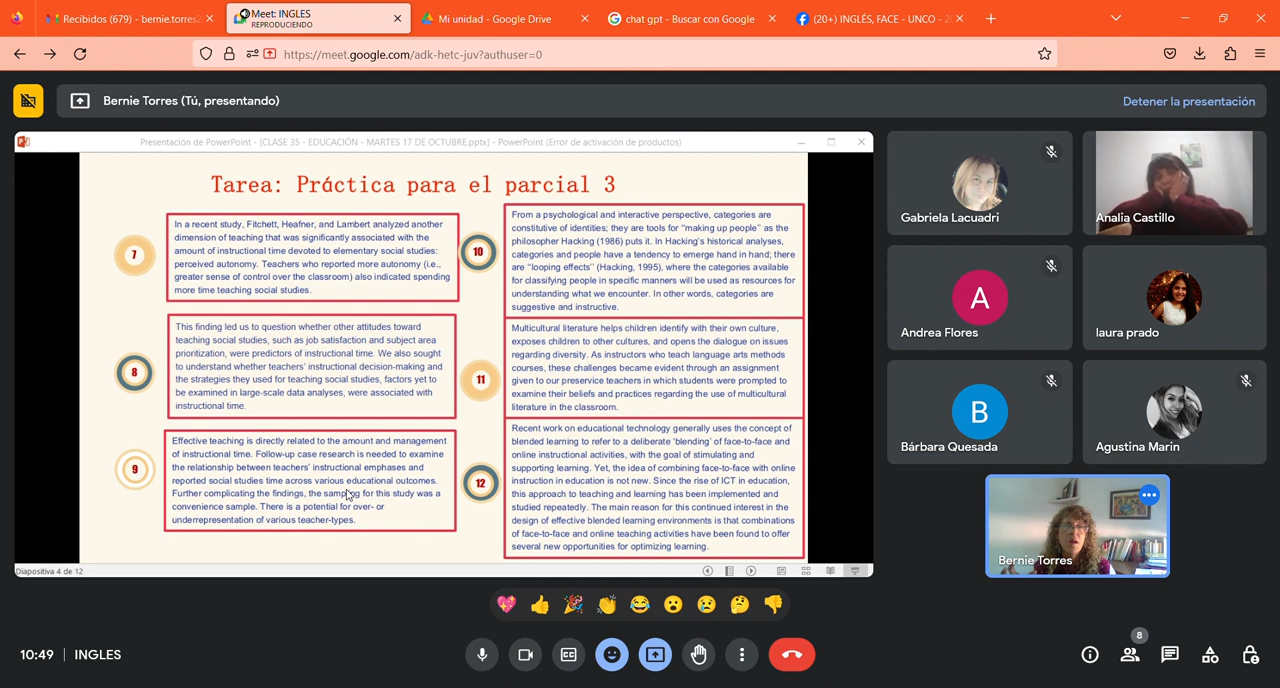 Recibidos (679) - bernie.torres
Meet: INGLES
REPRODUCIENDO
Mi unidad - Google Drive
chat gpt - Buscar con Google
(20+) INGLÉS, FACE - UNCO - 2
https://meet.google.com/adk-hetc-juv?authuser=0
Bernie Torres (Tú, presentando)
Detener la presentación
Presentación de PowerPoint - [CLASE 35 - EDUCACIÓN - MARTES 17 DE OCTUBRE.pptx] - PowerPoint (Error de activación de productos)
Tarea: Práctica para el parcial 3
7
In a recent study, Fitchett, Heafner, and Lambert analyzed another
dimension of teaching that was significantly associated with the
amount of instructional time devoted to elementary social studies:
perceived autonomy. Teachers who reported more autonomy (i.e.,
greater sense of control over the classroom) also indicated spending
more time teaching social studies.
8
This finding led us to question whether other attitudes toward
teaching social studies, such as job satisfaction and subject area
prioritization, were predictors of instructional time. We also sought
to understand whether teachers' instructional decision-making and
the strategies they used for teaching social studies, factors yet to
be examined in large-scale data analyses, were associated with
instructional time.
9
Effective teaching is directly related to the amount and management
of instructional time. Follow-up case research is needed to examine
the relationship between teachers' instructional emphases and
reported social studies time across various educational outcomes.
Further complicating the findings, the sampling for this study was a
convenience sample. There is a potential for over- or
underrepresentation of various teacher-types.
10
From a psychological and interactive perspective, categories are
constitutive of identities; they are tools for "making up people" as the
philosopher Hacking (1986) puts it. In Hacking's historical analyses,
categories and people have a tendency to emerge hand in hand; there
are "looping effects" (Hacking, 1995), where the categories available
for classifying people in specific manners will be used as resources for
understanding what we encounter. In other words, categories are
suggestive and instructive.
11
Multicultural literature helps children identify with their own culture,
exposes children to other cultures, and opens the dialogue on issues
regarding diversity. As instructors who teach language arts methods
courses, these challenges became evident through an assignment
given to our preservice teachers in which students were prompted to
examine their beliefs and practices regarding the use of multicultural
literature in the classroom.
12
Recent work on educational technology generally uses the concept of
blended learning to refer to a deliberate 'blending' of face-to-face and
online instructional activities, with the goal of stimulating and
supporting learning. Yet, the idea of combining face-to-face with online
instruction in education is not new. Since the rise of ICT in education,
this approach to teaching and learning has been implemented and
studied repeatedly. The main reason for this continued interest in the
design of effective blended learning environments is that combinations
of face-to-face and online teaching activities have been found to offer
several new opportunities for optimizing learning.
Diapositiva 4 de 12
Gabriela Lacuadri
Analia Castillo
A
Andrea Flores
laura prado
B
Bárbara Quesada
Agustina Marin
Bernie Torres
10:49
INGLES
8